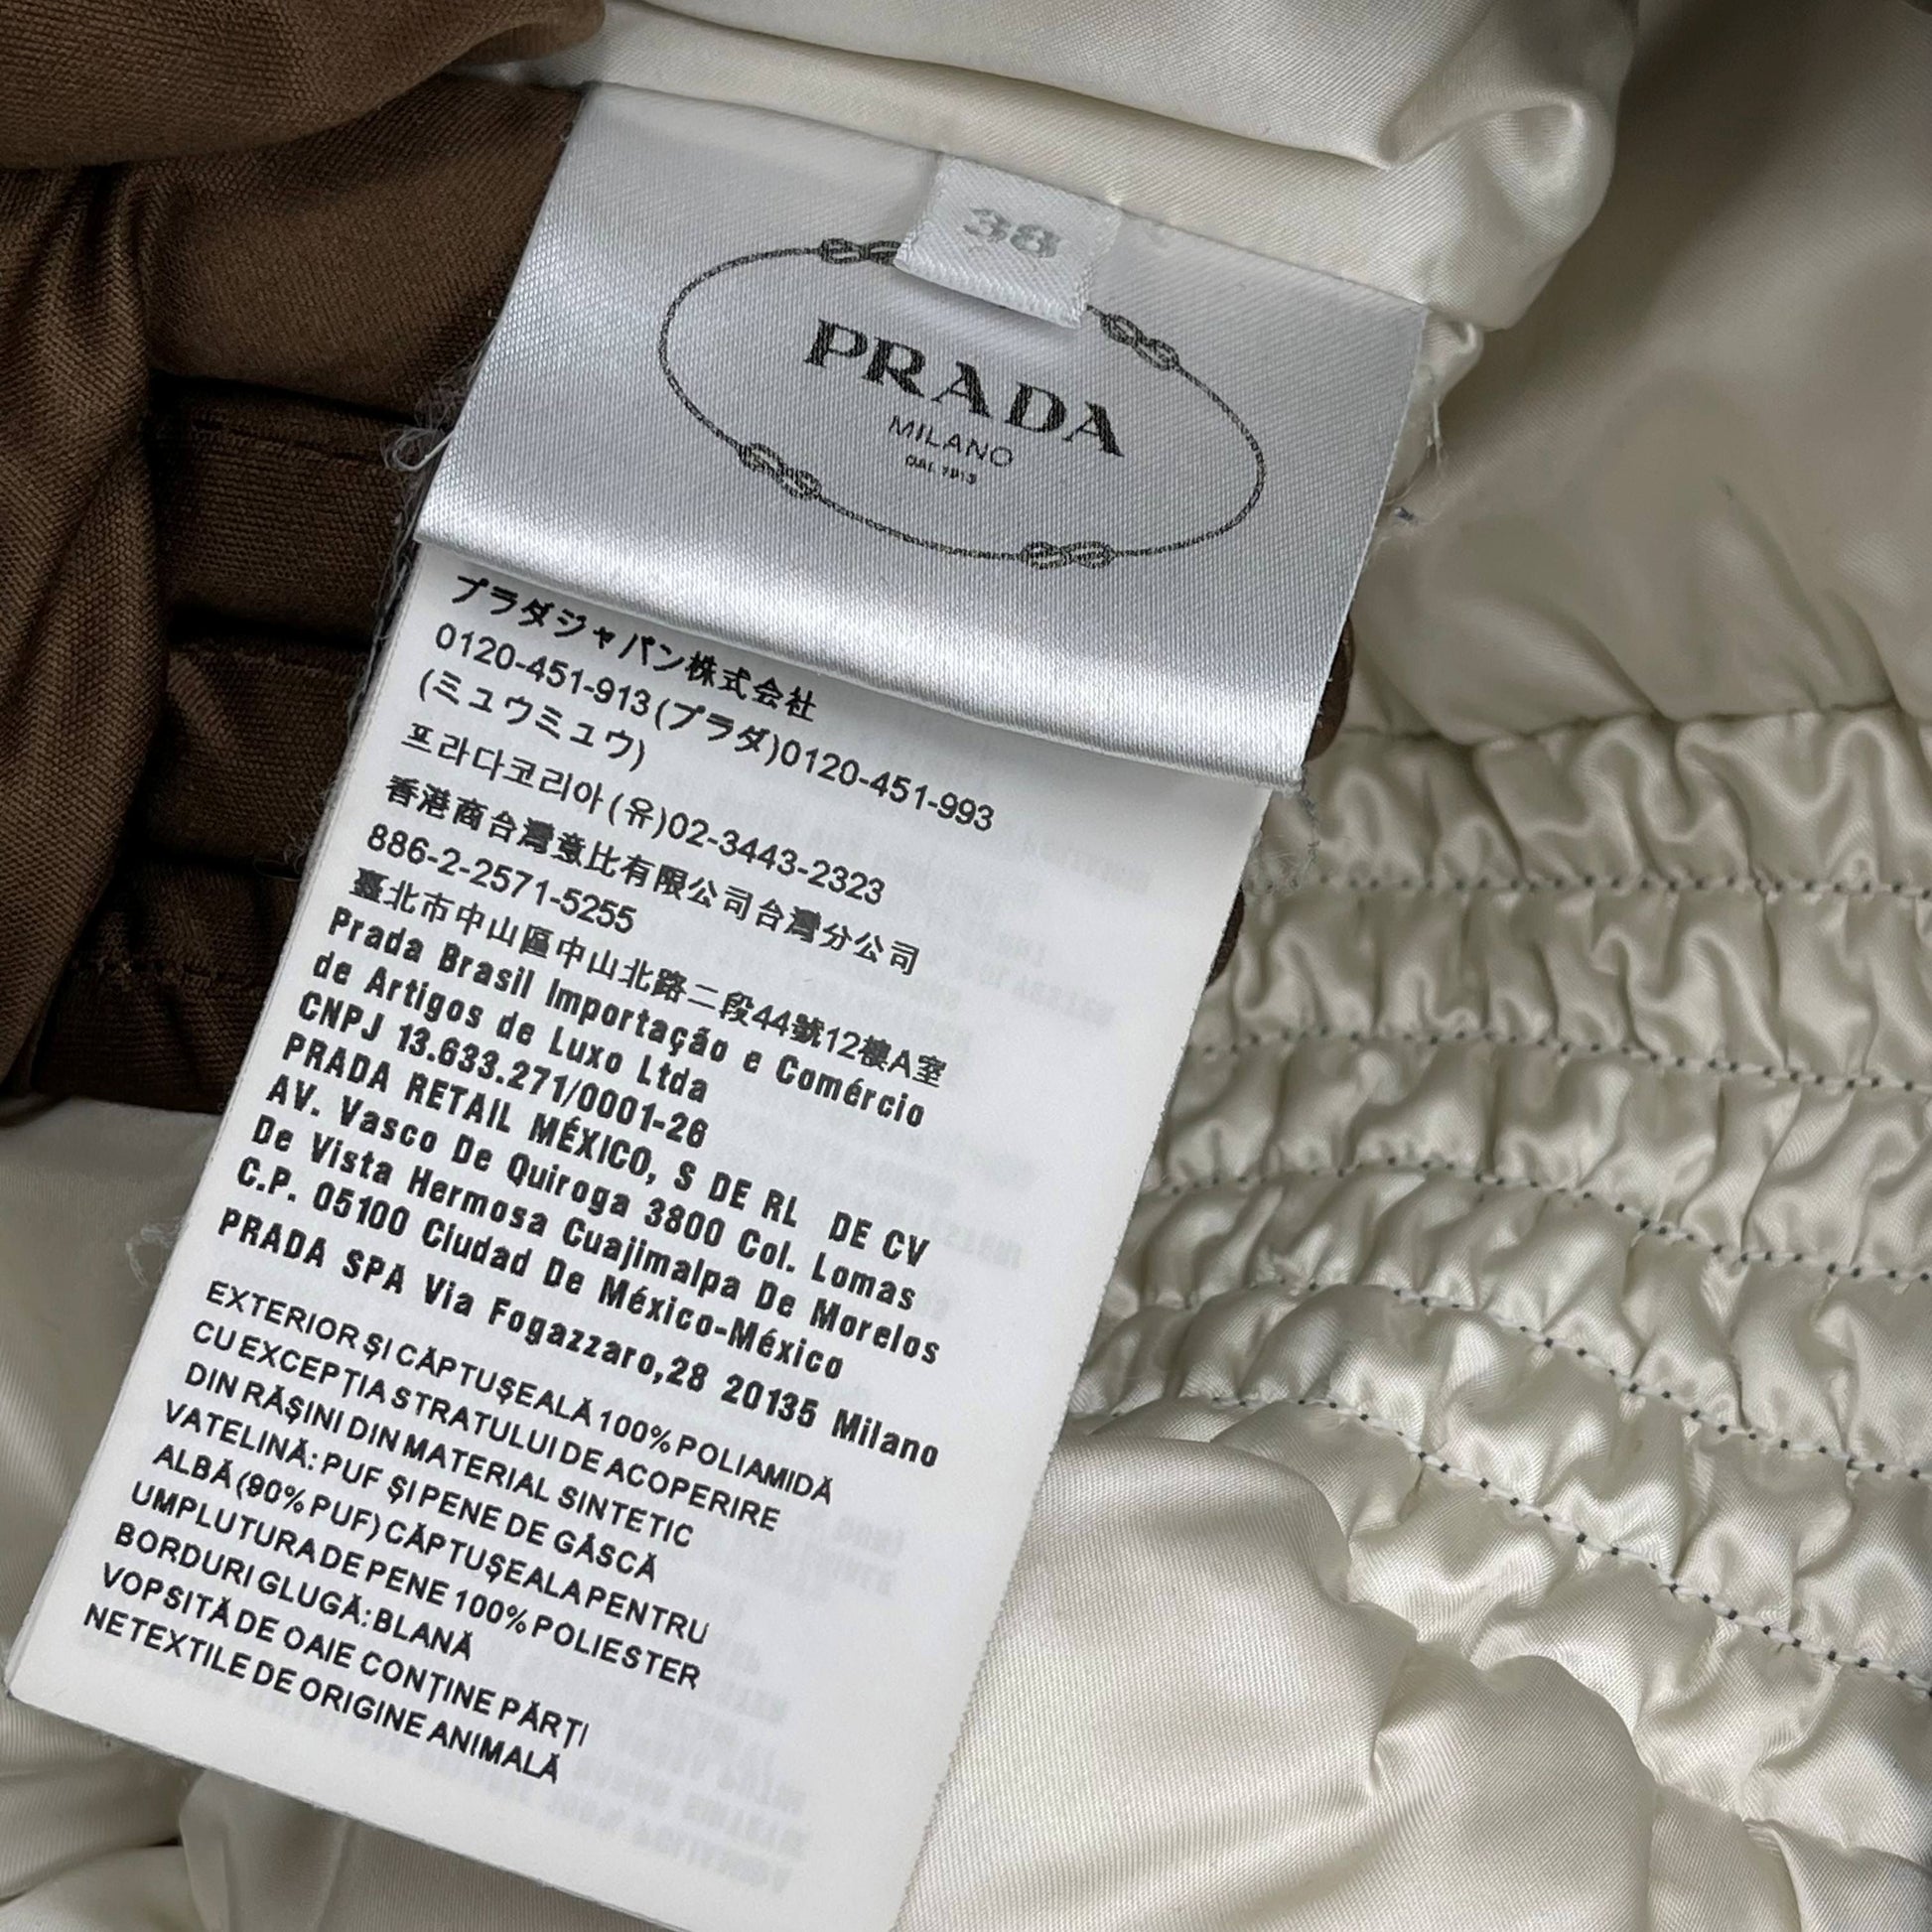 38
PRADA
MILANO
DAL 1913
プラダジャパン株式会社
0120-451-913(プラダ)0120-451-993
(ミュウミュウ)
프라다코리아(유)02-3443-2323
香港商台灣意比有限公司台灣分公司
886-2-2571-5255
臺北市中山區中山北路二段44號12樓A室
Prada Brasil Importação e Comércio
de Artigos de Luxo Ltda
CNPJ 13.633.271/0001-26
PRADA RETAIL MÉXICO, S DE RL DE CV
AV. Vasco De Quiroga 3800 Col. Lomas
De Vista Hermosa Cuajimalpa De Morelos
C.P. 05100 Ciudad De México-México
PRADA SPA Via Fogazzaro,28 20135 Milano
EXTERIOR ȘI CĂPTUȘEALĂ 100% POLIAMIDĂ
CU EXCEPȚIA STRATULUI DE ACOPERIRE
DIN RĂȘINI DIN MATERIAL SINTETIC
VATELINĂ: PUF ȘI PENE DE GÂSCĂ
ALBĂ (90% PUF) CĂPTUȘEALA PENTRU
UMPLUTURA DE PENE 100% POLIESTER
BORDURI GLUGĂ: BLANĂ
VOPSITĂ DE OAIE CONȚINE PĂRȚI
NETEXTILE DE ORIGINE ANIMALĂ